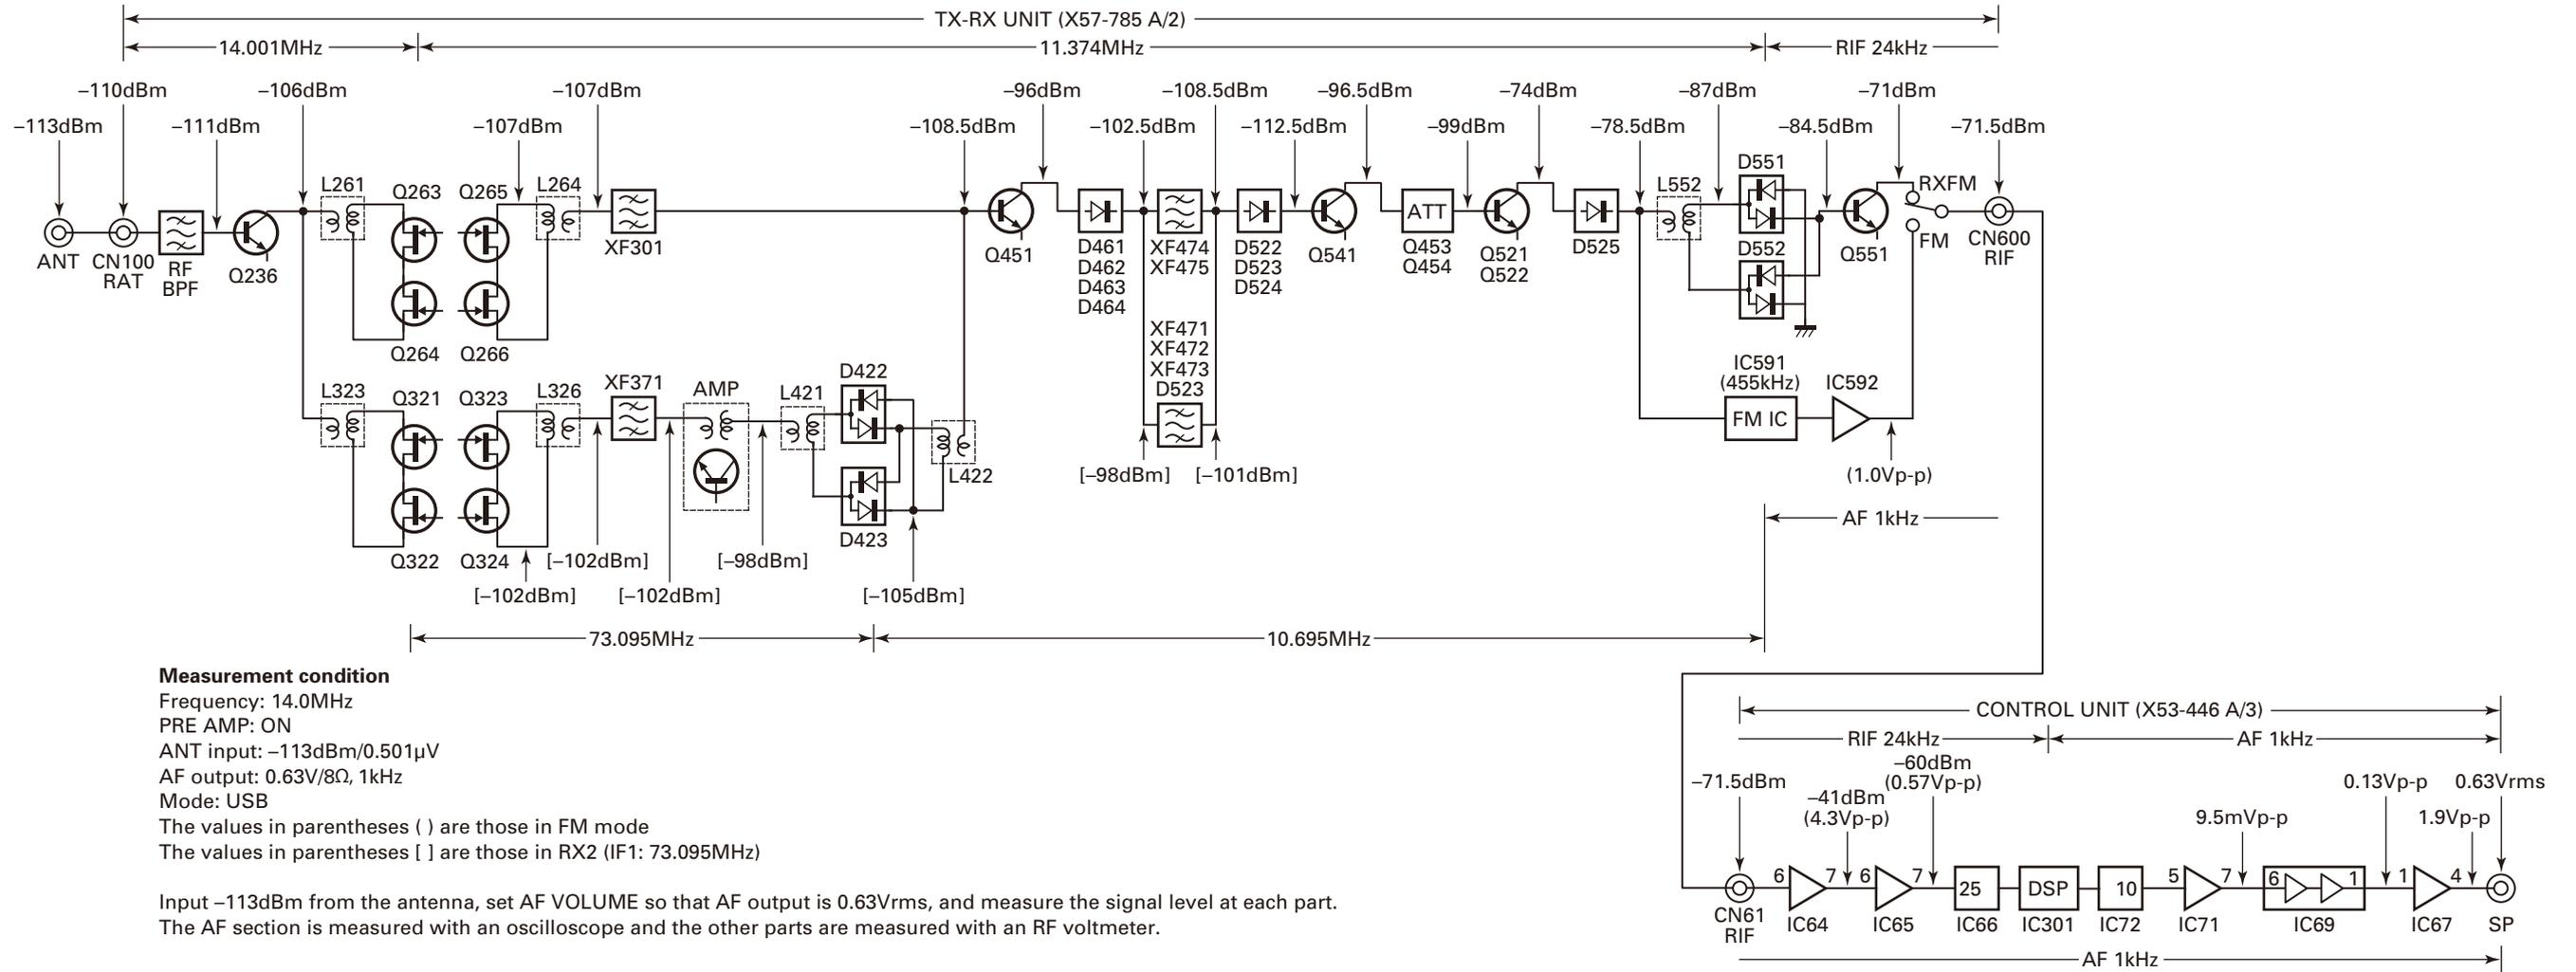 TX-RX UNIT (X57-785 A/2)
14.001MHz
11.374MHz
RIF 24kHz
–110dBm
–106dBm
–107dBm
–96dBm
–108.5dBm
–96.5dBm
–74dBm
–87dBm
–71dBm
–113dBm
–111dBm
–107dBm
–108.5dBm
–102.5dBm
–112.5dBm
–99dBm
–78.5dBm
–84.5dBm
–71.5dBm
ANT
CN100
RAT
RF
BPF
Q236
L261
Q263
Q265
L264
XF301
Q264
Q266
Q451
D461
D462
D463
D464
XF474
XF475
D522
D523
D524
Q541
ATT
Q453
Q454
Q521
Q522
D525
L552
D551
D552
Q551
RXFM
FM
CN600
RIF
L323
Q321
Q323
L326
XF371
AMP
L421
D422
Q322
Q324
D423
L422
XF471
XF472
XF473
D523
IC591
(455kHz)
FM IC
IC592
(1.0Vp-p)
[–98dBm]
[–101dBm]
[–102dBm]
[–98dBm]
[–102dBm]
[–102dBm]
[–105dBm]
AF 1kHz
73.095MHz
10.695MHz
Measurement condition
Frequency: 14.0MHz
PRE AMP: ON
ANT input: –113dBm/0.501µV
AF output: 0.63V/8Ω, 1kHz
Mode: USB
The values in parentheses ( ) are those in FM mode
The values in parentheses [ ] are those in RX2 (IF1: 73.095MHz)
Input –113dBm from the antenna, set AF VOLUME so that AF output is 0.63Vrms, and measure the signal level at each part.
The AF section is measured with an oscilloscope and the other parts are measured with an RF voltmeter.
CONTROL UNIT (X53-446 A/3)
RIF 24kHz
AF 1kHz
–71.5dBm
–41dBm
(4.3Vp-p)
–60dBm
(0.57Vp-p)
9.5mVp-p
0.13Vp-p
1.9Vp-p
0.63Vrms
6
7
6
7
25
DSP
10
5
7
6
1
1
4
CN61
RIF
IC64
IC65
IC66
IC301
IC72
IC71
IC69
IC67
SP
AF 1kHz